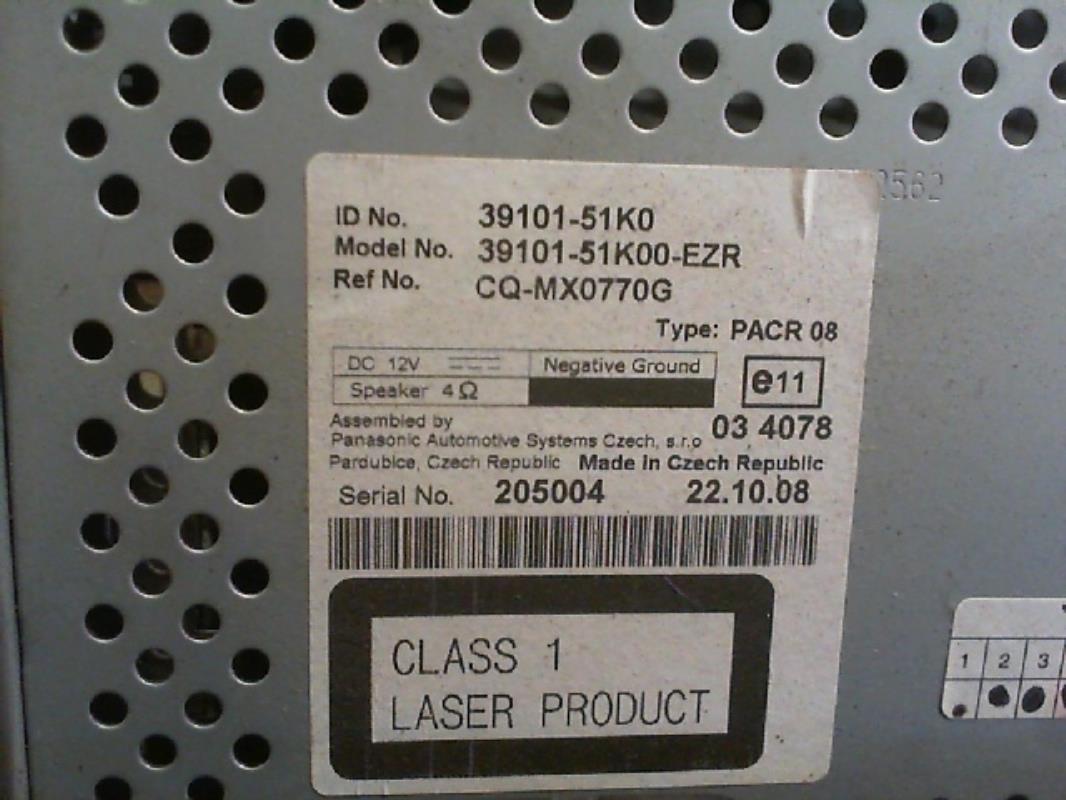 2562
ID No. 39101-51K0
Model No. 39101-51K00-EZR
Ref No. CQ-MX0770G
Type: PACR 08
DC 12V Negative Ground
Speaker 4Ω
e11
Assembled by
Panasonic Automotive Systems Czech, s.r.o 03 4078
Pardubice, Czech Republic Made in Czech Republic
Serial No. 205004 22.10.08
CLASS 1
LASER PRODUCT
1 2 3